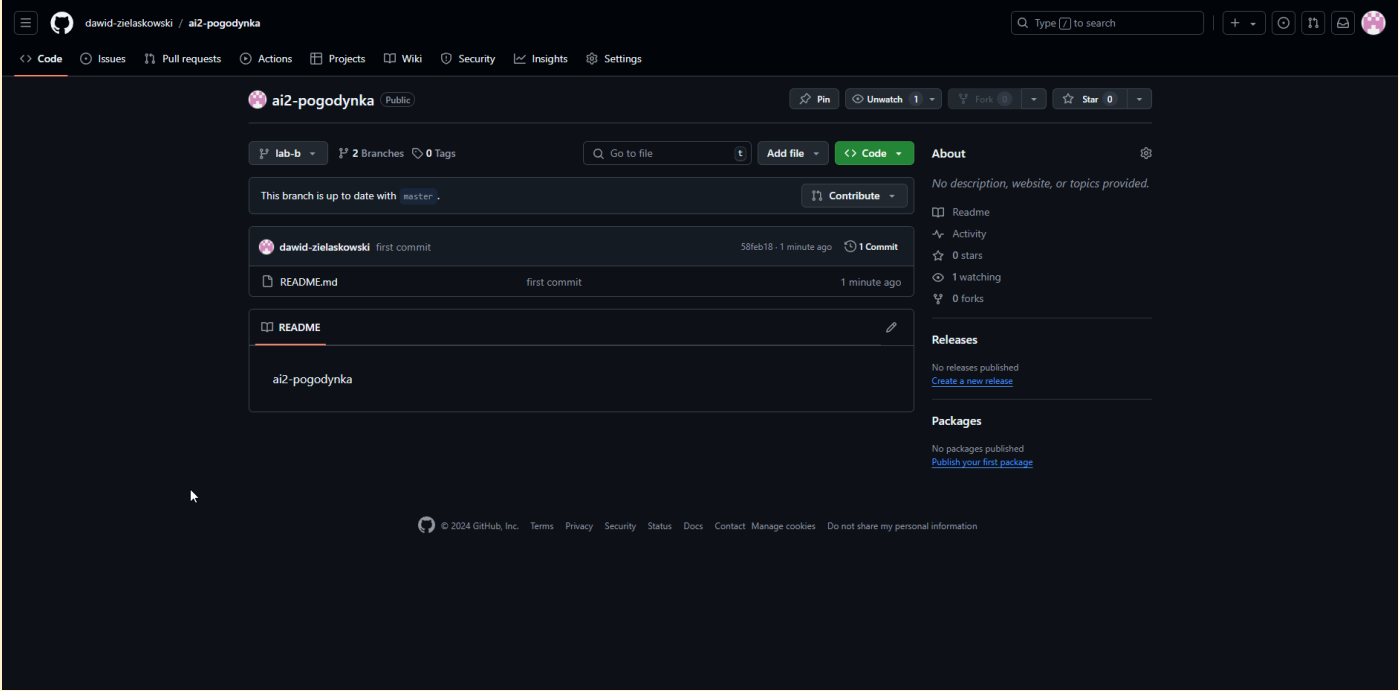 dawid-zielaskowski / ai2-pogodynka
Type / to search
Code Issues Pull requests Actions Projects Wiki Security Insights Settings
ai2-pogodynka Public
Pin Unwatch 1 Fork 0 Star 0
lab-b 2 Branches 0 Tags Go to file t Add file Code
This branch is up to date with master .
Contribute
dawid-zielaskowski first commit 58feb18 · 1 minute ago 1 Commit
README.md first commit 1 minute ago
README
ai2-pogodynka
About
No description, website, or topics provided.
Readme
Activity
0 stars
1 watching
0 forks
Releases
No releases published
Create a new release
Packages
No packages published
Publish your first package
© 2024 GitHub, Inc. Terms Privacy Security Status Docs Contact Manage cookies Do not share my personal information